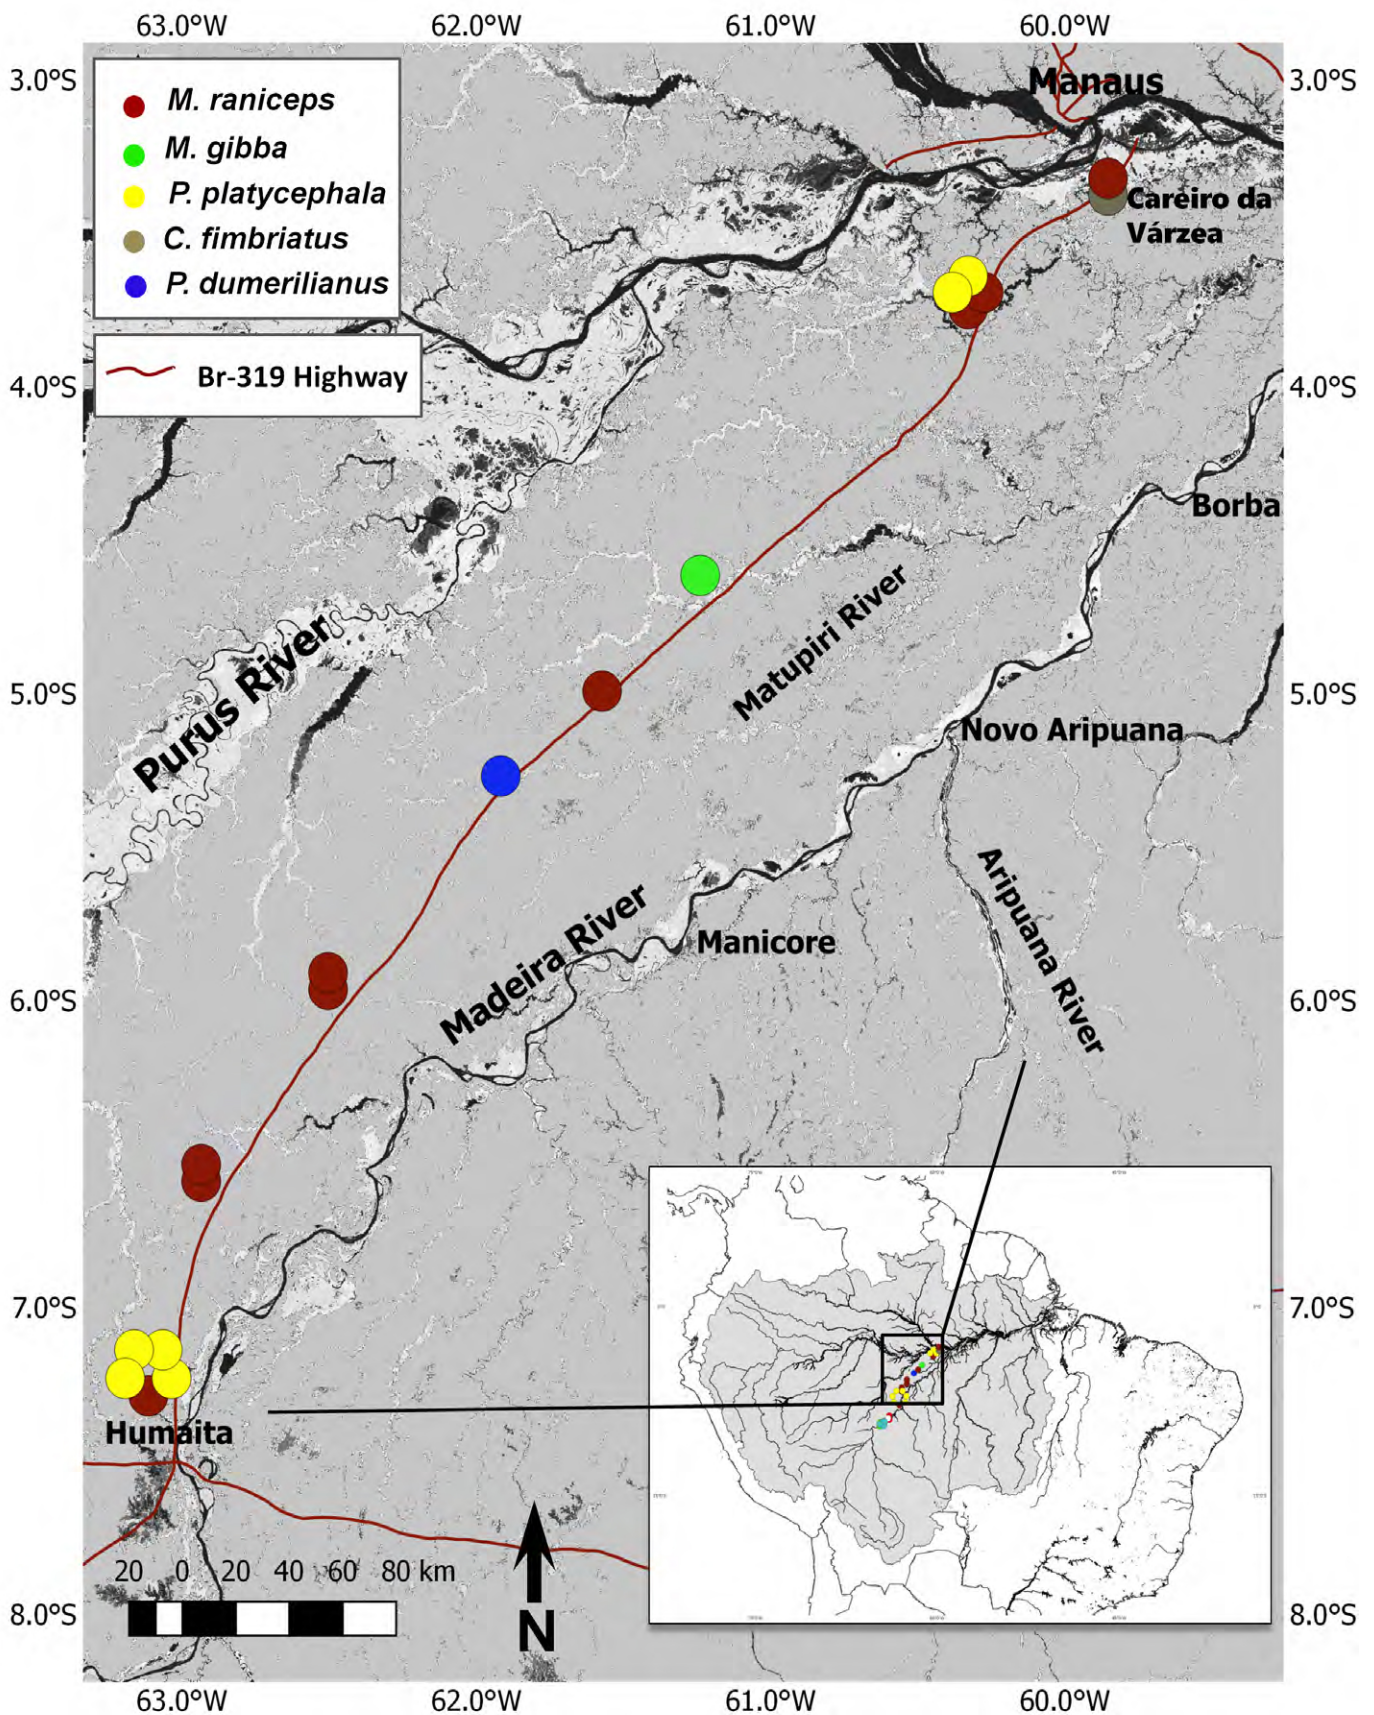 63.0°W 62.0°W 61.0°W 60.0°W
3.0°S
3.0°S
M. raniceps
M. gibba
P. platycephala
C. fimbriatus
P. dumerilianus
Br-319 Highway
Manaus
Careiro da
Várzea
4.0°S
4.0°S
Borba
Purus River
Matupiri River
5.0°S
5.0°S
Novo Aripuana
Madeira River
Manicore
Aripuana River
6.0°S
6.0°S
7.0°S
7.0°S
Humaita
20 0 20 40 60 80 km
N
8.0°S
8.0°S
63.0°W 62.0°W 61.0°W 60.0°W